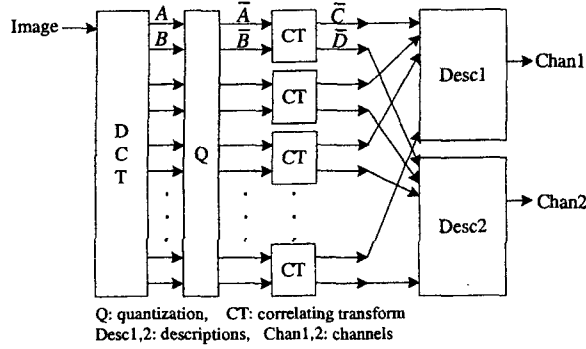 Image
A
B
D
C
T
Q
A̅
B̅
CT
C̅
D̅
CT
CT
CT
Desc1
Chan1
Desc2
Chan2
Q: quantization, CT: correlating transform
Desc1,2: descriptions, Chan1,2: channels